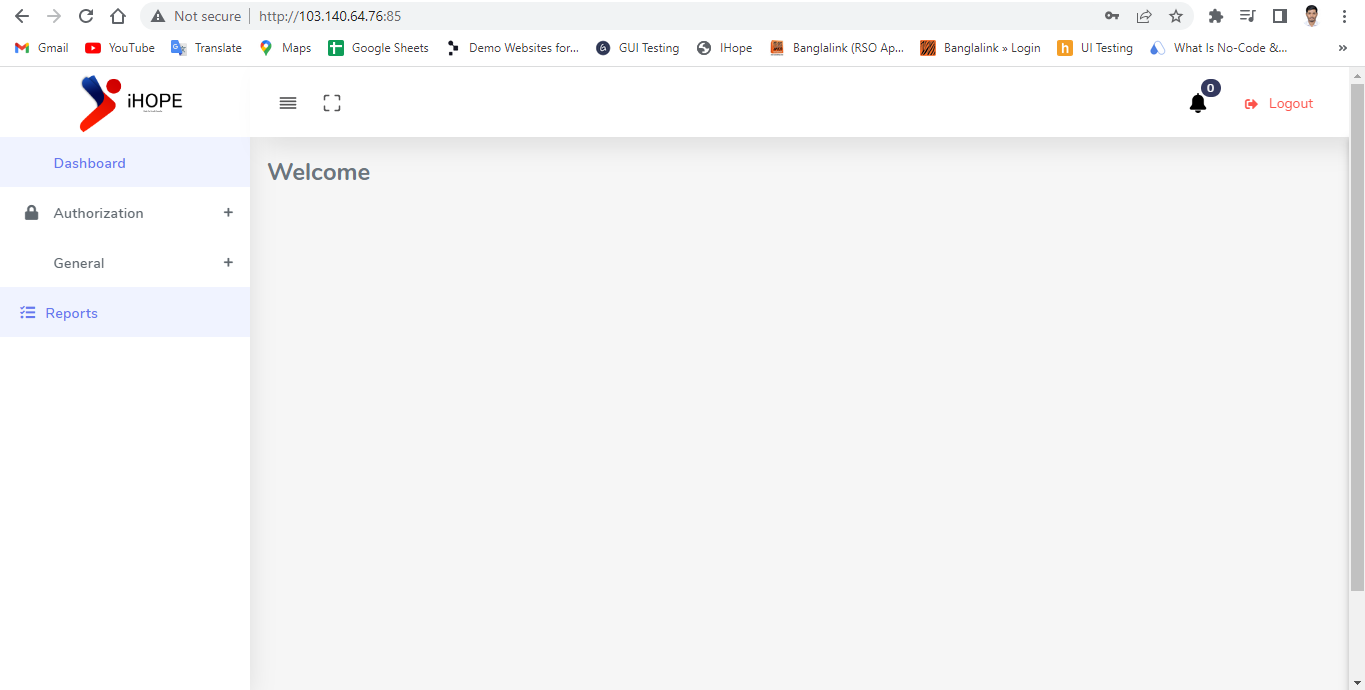 Not secure | http://103.140.64.76:85
Gmail YouTube Translate Maps Google Sheets Demo Websites for... GUI Testing IHope Banglalink (RSO Ap... Banglalink » Login UI Testing What Is No-Code &... »
iHOPE
0
Logout
Dashboard
Welcome
Authorization +
General +
Reports